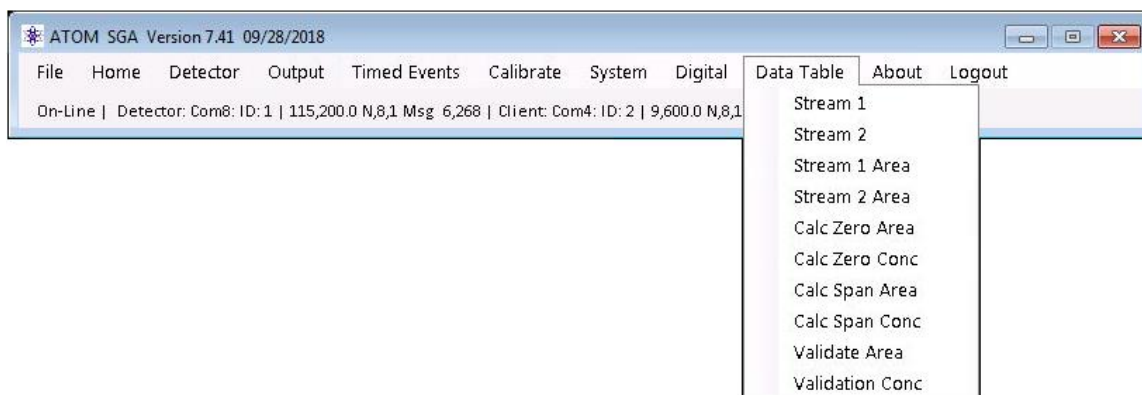 ATOM SGA Version 7.41 09/28/2018
File Home Detector Output Timed Events Calibrate System Digital Data Table About Logout
On-Line | Detector: Com8: ID: 1 | 115,200.0 N,8,1 Msg 6,268 | Client: Com4: ID: 2 | 9,600.0 N,8,1
Stream 1
Stream 2
Stream 1 Area
Stream 2 Area
Calc Zero Area
Calc Zero Conc
Calc Span Area
Calc Span Conc
Validate Area
Validation Conc